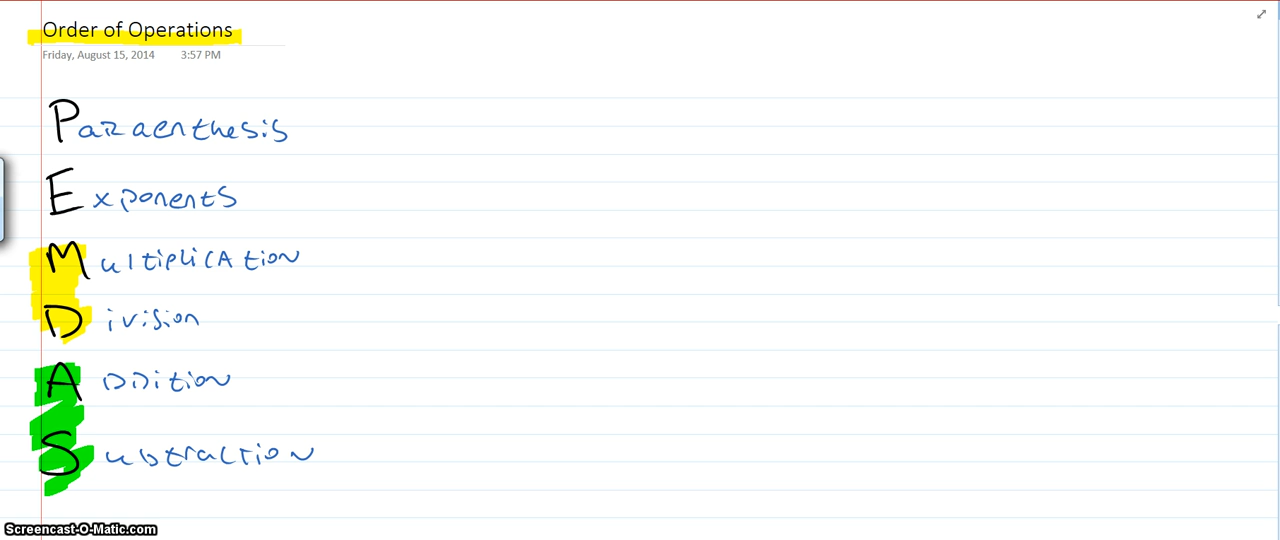 Order of Operations
Friday, August 15, 2014 3:57 PM
Paraenthesis
Exponents
Multiplication
Division
Addition
Subtraction
Screencast-O-Matic.com